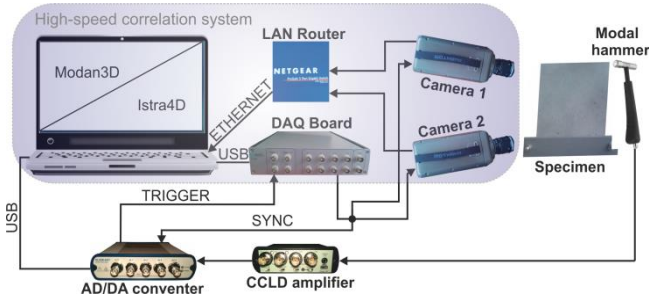 High-speed correlation system
LAN Router
Modal
hammer
Modan3D
Istra4D
NETGEAR
ETHERNET
Camera 1
DAQ Board
Camera 2
USB
Specimen
TRIGGER
USB
SYNC
AD/DA conventer
CCLD amplifier